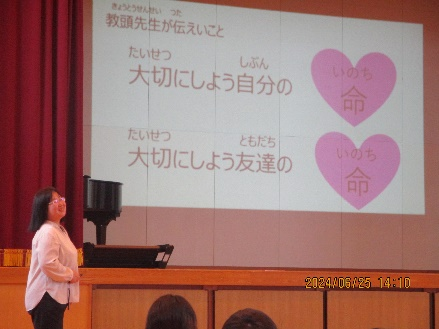 きょうとうせんせい　つた
教頭先生が伝えいこと
たいせつ　じぶん
大切にしよう自分の
いのち
命
たいせつ　ともだち
大切にしよう友達の
いのち
命
2024/06/25 14:10